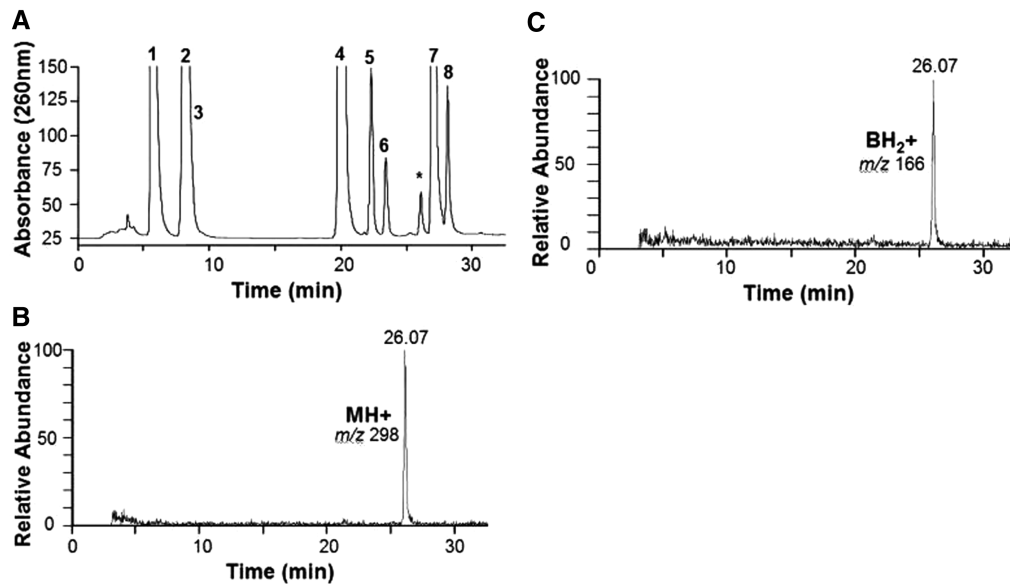 A
Absorbance (260nm)
150
125
100
75
50
25
1
2
3
4
5
6
*
7
8
0
10
20
30
Time (min)
B
Relative Abundance
100
50
0
26.07
MH+
m/z 298
0
10
20
30
Time (min)
C
Relative Abundance
100
50
0
26.07
BH2+
m/z 166
0
10
20
30
Time (min)